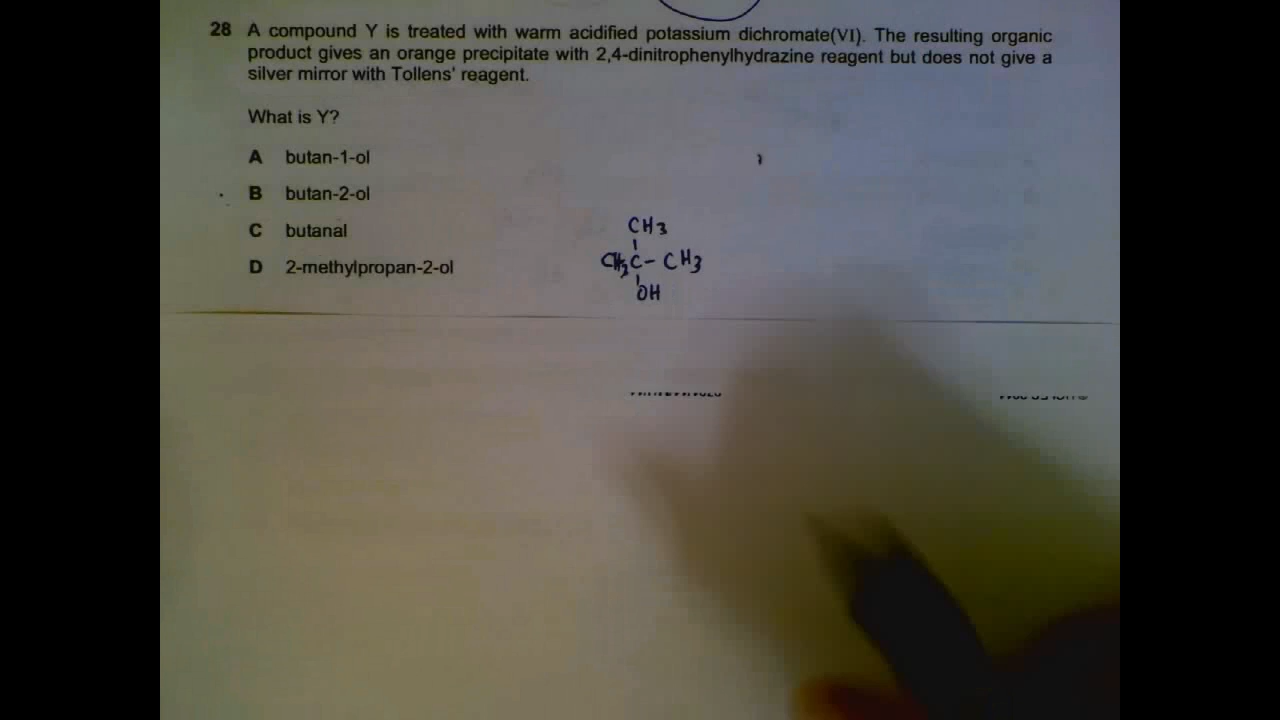 28 A compound Y is treated with warm acidified potassium dichromate(VI). The resulting organic
product gives an orange precipitate with 2,4-dinitrophenylhydrazine reagent but does not give a
silver mirror with Tollens' reagent.
What is Y?
A butan-1-ol
B butan-2-ol
C butanal
D 2-methylpropan-2-ol
CH3
CH3C-CH3
OH